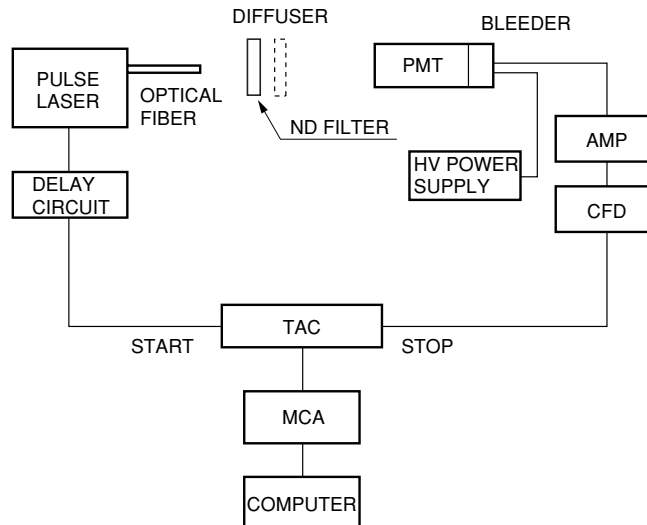 DIFFUSER
BLEEDER
PULSE
LASER
OPTICAL
FIBER
PMT
ND FILTER
AMP
HV POWER
SUPPLY
DELAY
CIRCUIT
CFD
TAC
START
STOP
MCA
COMPUTER